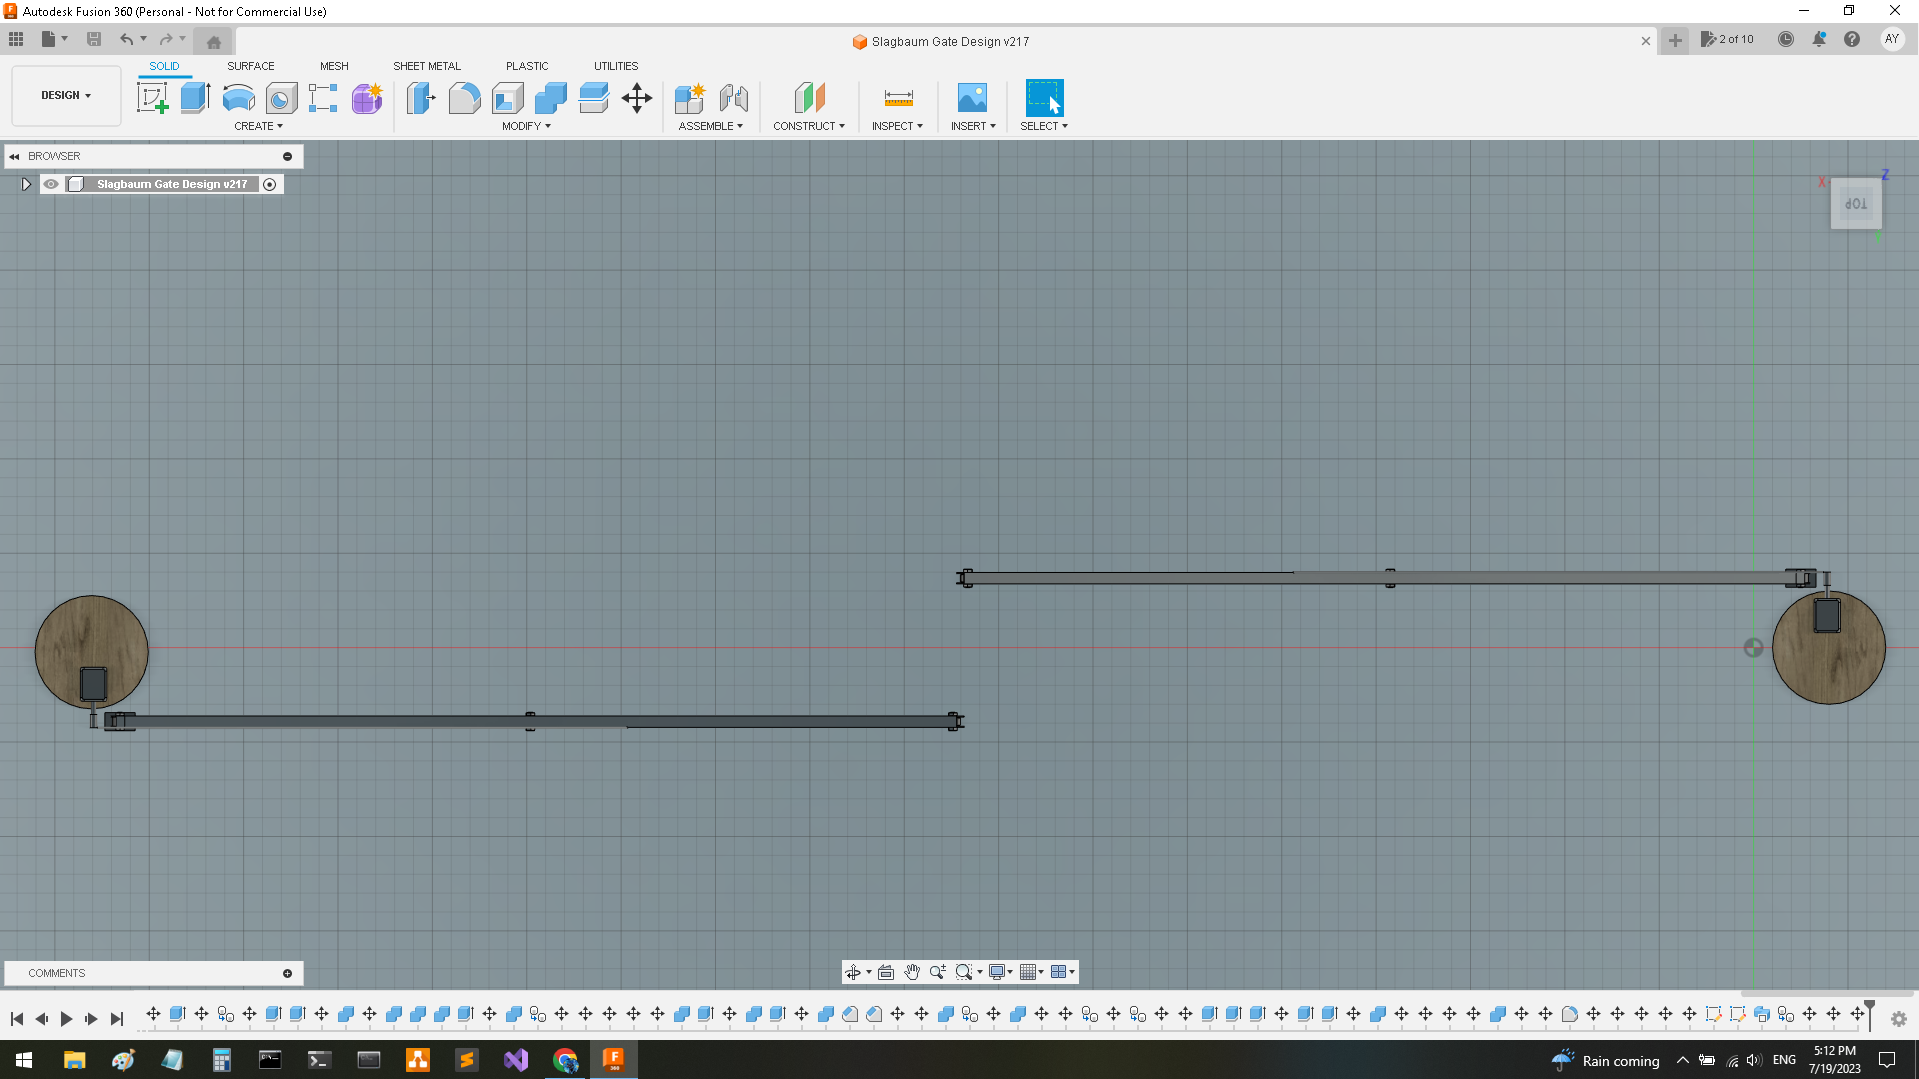 Autodesk Fusion 360 (Personal - Not for Commercial Use)
Slagbaum Gate Design v217
2 of 10
AY
SOLID
SURFACE
MESH
SHEET METAL
PLASTIC
UTILITIES
DESIGN
CREATE
MODIFY
ASSEMBLE
CONSTRUCT
INSPECT
INSERT
SELECT
BROWSER
Slagbaum Gate Design v217
X
Z
TOP
COMMENTS
F
360
Rain coming
ENG
5:12 PM
7/19/2023